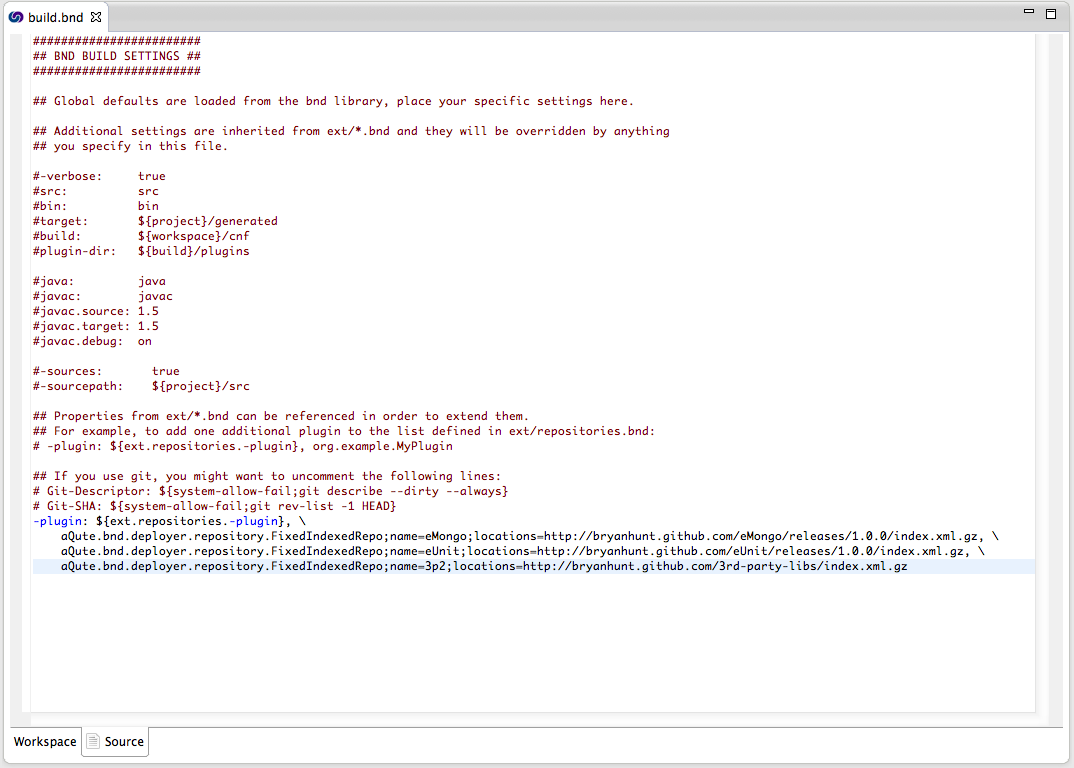 build.bnd
########################
## BND BUILD SETTINGS ##
########################
## Global defaults are loaded from the bnd library, place your specific settings here.
## Additional settings are inherited from ext/*.bnd and they will be overridden by anything
## you specify in this file.
#-verbose:     true
#src:          src
#bin:          bin
#target:       ${project}/generated
#build:        ${workspace}/cnf
#plugin-dir:   ${build}/plugins
#java:         java
#javac:        javac
#javac.source: 1.5
#javac.target: 1.5
#javac.debug:  on
#-sources:       true
#-sourcepath:    ${project}/src
## Properties from ext/*.bnd can be referenced in order to extend them.
## For example, to add one additional plugin to the list defined in ext/repositories.bnd:
# -plugin: ${ext.repositories.-plugin}, org.example.MyPlugin
## If you use git, you might want to uncomment the following lines:
# Git-Descriptor: ${system-allow-fail;git describe --dirty --always}
# Git-SHA: ${system-allow-fail;git rev-list -1 HEAD}
-plugin: ${ext.repositories.-plugin}, \
    aQute.bnd.deployer.repository.FixedIndexedRepo;name=eMongo;locations=http://bryanhunt.github.com/eMongo/releases/1.0.0/index.xml.gz, \
    aQute.bnd.deployer.repository.FixedIndexedRepo;name=eUnit;locations=http://bryanhunt.github.com/eUnit/releases/1.0.0/index.xml.gz, \
    aQute.bnd.deployer.repository.FixedIndexedRepo;name=3p2;locations=http://bryanhunt.github.com/3rd-party-libs/index.xml.gz
Workspace Source